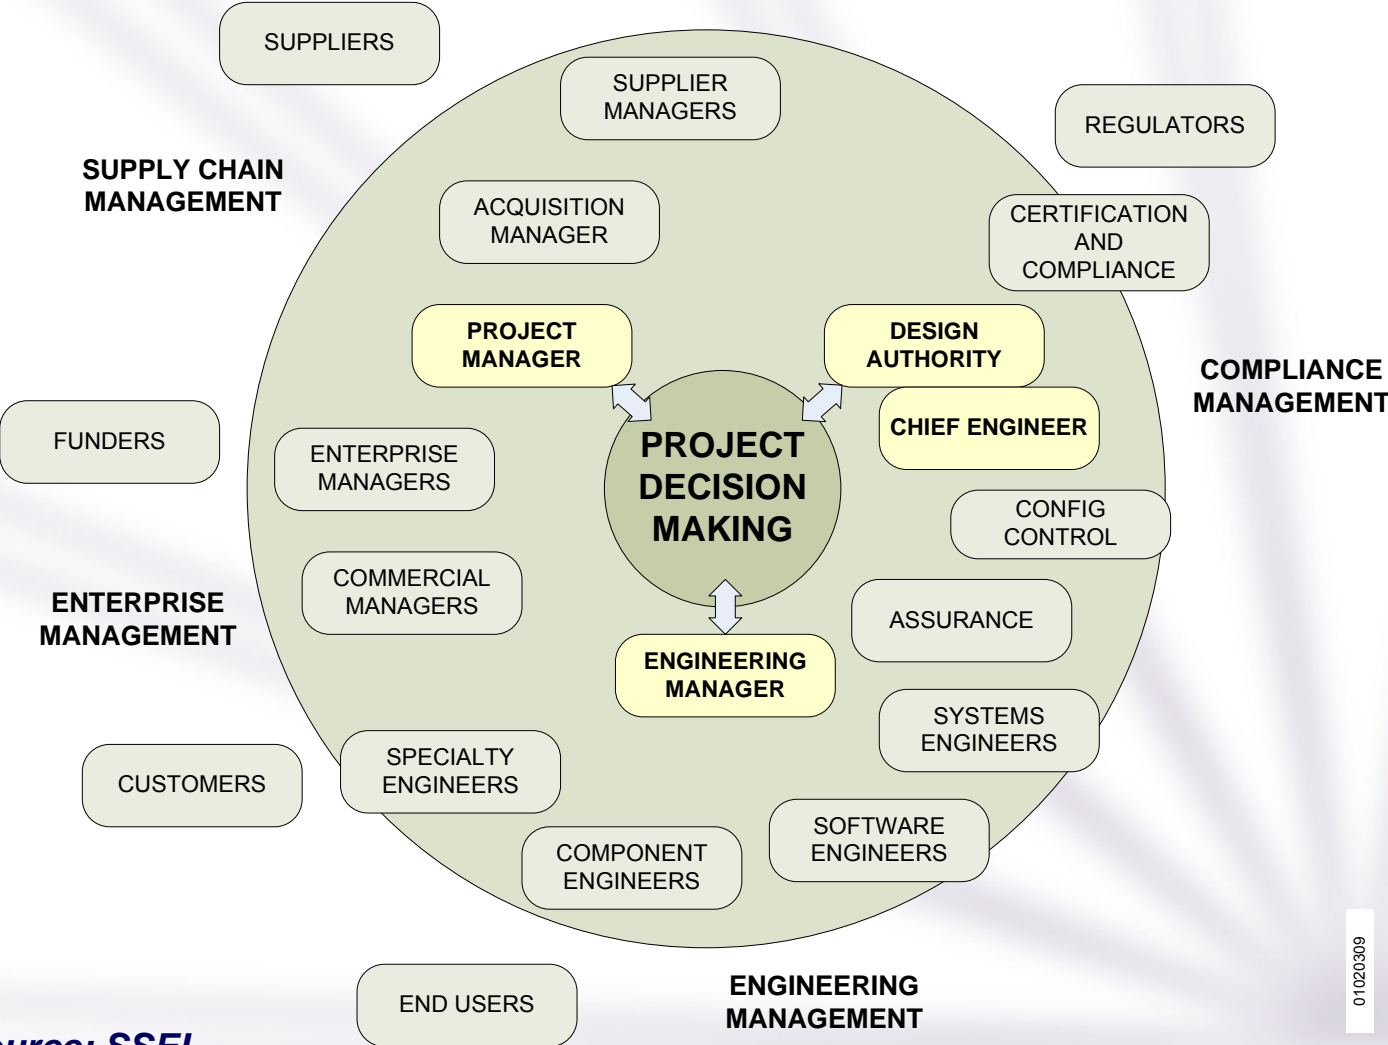 SUPPLIERS
SUPPLIER
MANAGERS
REGULATORS
SUPPLY CHAIN
MANAGEMENT
ACQUISITION
MANAGER
CERTIFICATION
AND
COMPLIANCE
PROJECT
MANAGER
DESIGN
AUTHORITY
COMPLIANCE
MANAGEMENT
CHIEF ENGINEER
FUNDERS
ENTERPRISE
MANAGERS
PROJECT
DECISION
MAKING
CONFIG
CONTROL
COMMERCIAL
MANAGERS
ENTERPRISE
MANAGEMENT
ASSURANCE
ENGINEERING
MANAGER
SYSTEMS
ENGINEERS
SPECIALTY
ENGINEERS
CUSTOMERS
SOFTWARE
ENGINEERS
COMPONENT
ENGINEERS
END USERS
ENGINEERING
MANAGEMENT
01020309